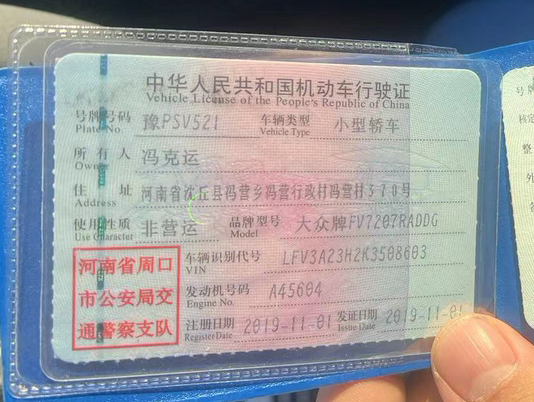 中华人民共和国机动车行驶证
Vehicle License of the People's Republic of China
号牌号码 豫PSV521 车辆类型 小型轿车
Plate No. Vehicle Type
所有人 冯克运
Owner
住址 河南省沈丘县冯营乡冯营行政村冯营村370号
Address
使用性质 非营运 品牌型号 大众牌FV7207RADDG
Use Character Model
河南省周口
市公安局交
通警察支队
车辆识别代号 LFV3A23H2K3508603
VIN
发动机号码 A45604
Engine No.
注册日期 2019-11-01 发证日期 2019-11-01
Register Date Issue Date